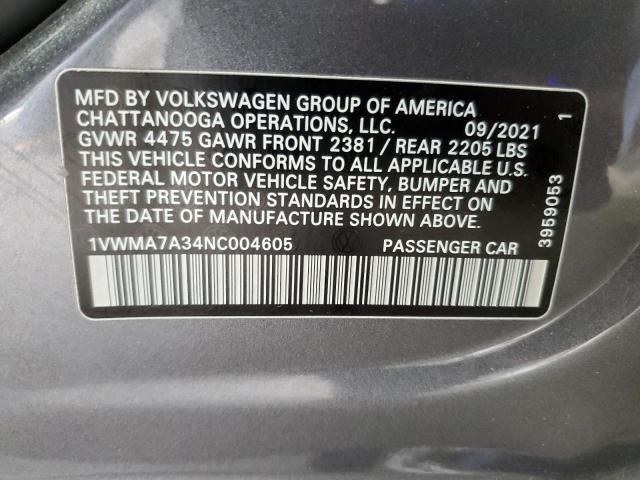 MFD BY VOLKSWAGEN GROUP OF AMERICA
CHATTANOOGA OPERATIONS, LLC. 09/2021
GVWR 4475 GAWR FRONT 2381 / REAR 2205 LBS
THIS VEHICLE CONFORMS TO ALL APPLICABLE U.S.
FEDERAL MOTOR VEHICLE SAFETY, BUMPER AND
THEFT PREVENTION STANDARDS IN EFFECT ON
THE DATE OF MANUFACTURE SHOWN ABOVE.
1VWMA7A34NC004605 PASSENGER CAR
3959053 1